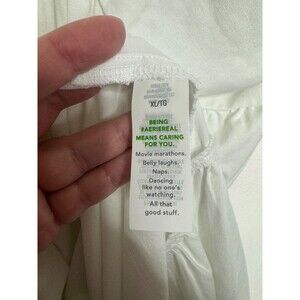 XL/TG
BEING
#AERIEREAL
MEANS CARING
FOR YOU.
Movie marathons.
Belly laughs.
Naps.
Dancing
like no one's
watching.
All that
good stuff.